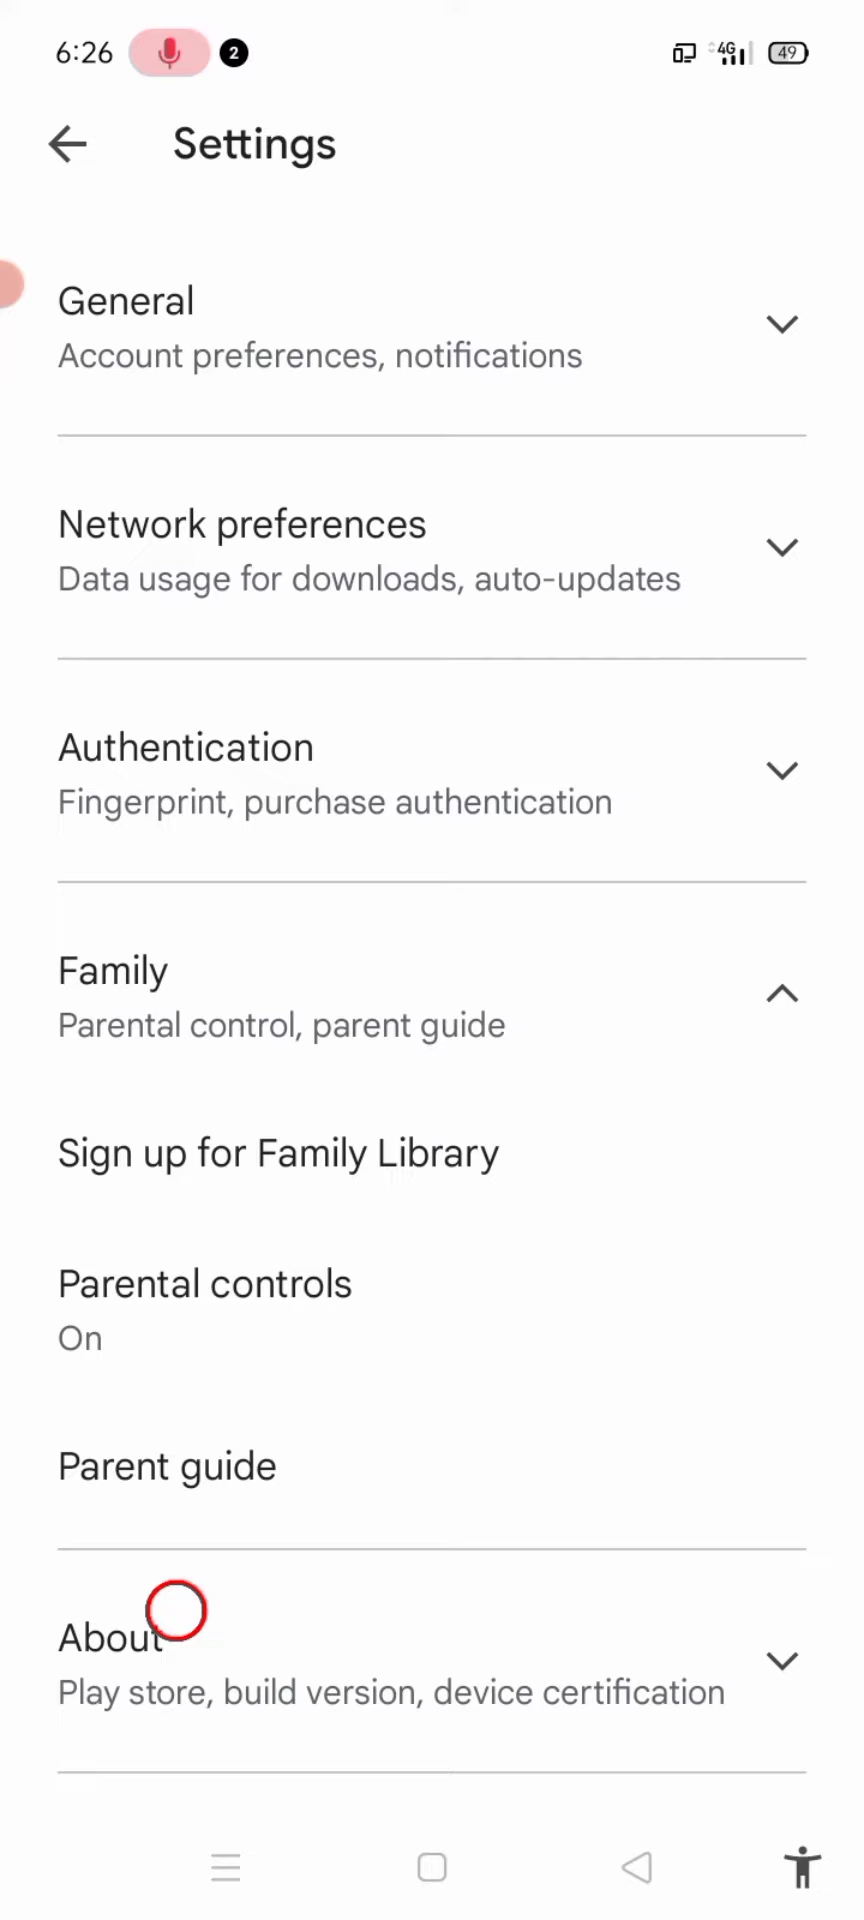 6:26 2 4G 49
Settings
General
Account preferences, notifications
Network preferences
Data usage for downloads, auto-updates
Authentication
Fingerprint, purchase authentication
Family
Parental control, parent guide
Sign up for Family Library
Parental controls
On
Parent guide
About
Play store, build version, device certification